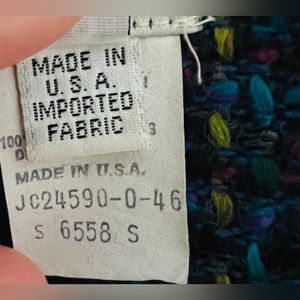 MADE IN
U.S.A.
IMPORTED
FABRIC
MADE IN U.S.A.
JC24590-0-46
S 6558 S